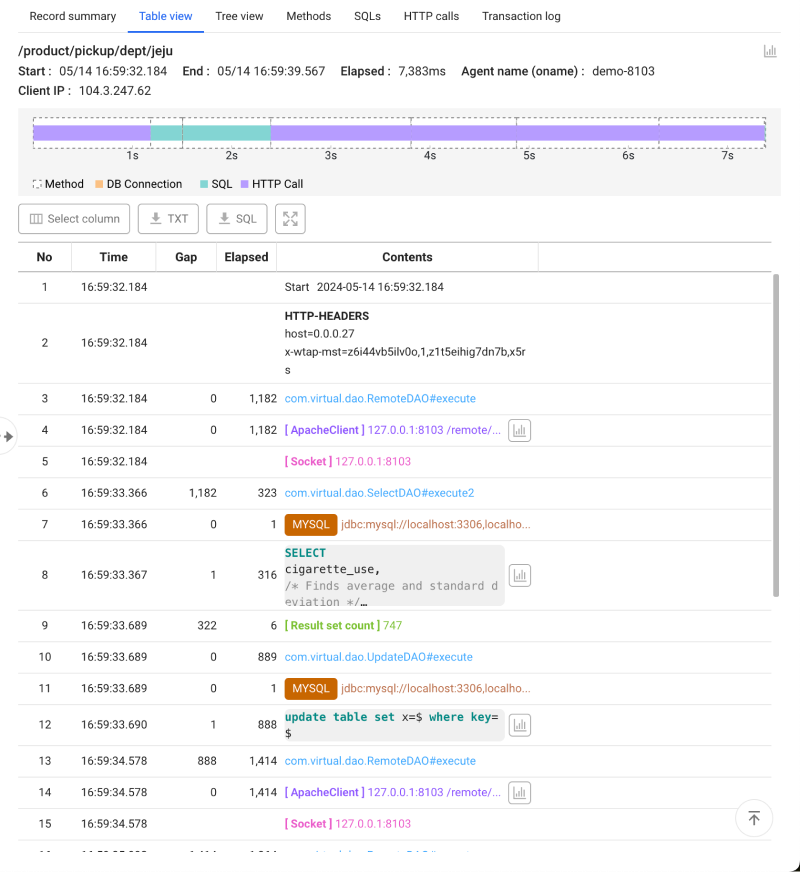 Record summary Table view Tree view Methods SQLs HTTP calls Transaction log
/product/pickup/dept/jeju
Start : 05/14 16:59:32.184 End : 05/14 16:59:39.567 Elapsed : 7,383ms Agent name (oname) : demo-8103
Client IP : 104.3.247.62
1s 2s 3s 4s 5s 6s 7s
Method DB Connection SQL HTTP Call
Select column TXT SQL
No Time Gap Elapsed Contents
1 16:59:32.184 Start 2024-05-14 16:59:32.184
2 16:59:32.184 HTTP-HEADERS
host=0.0.0.27
x-wtap-mst=z6i44vb5ilv0o,1,z1t5eihig7dn7b,x5r
s
3 16:59:32.184 0 1,182 com.virtual.dao.RemoteDAO#execute
4 16:59:32.184 0 1,182 [ ApacheClient ] 127.0.0.1:8103 /remote/...
5 16:59:32.184 [ Socket ] 127.0.0.1:8103
6 16:59:33.366 1,182 323 com.virtual.dao.SelectDAO#execute2
7 16:59:33.366 0 1 MYSQL jdbc:mysql://localhost:3306,localho...
8 16:59:33.367 1 316 SELECT
cigarette_use,
/* Finds average and standard d
eviation */…
9 16:59:33.689 322 6 [ Result set count ] 747
10 16:59:33.689 0 889 com.virtual.dao.UpdateDAO#execute
11 16:59:33.689 0 1 MYSQL jdbc:mysql://localhost:3306,localho...
12 16:59:33.690 1 888 update table set x=$ where key=
$
13 16:59:34.578 888 1,414 com.virtual.dao.RemoteDAO#execute
14 16:59:34.578 0 1,414 [ ApacheClient ] 127.0.0.1:8103 /remote/...
15 16:59:34.578 [ Socket ] 127.0.0.1:8103